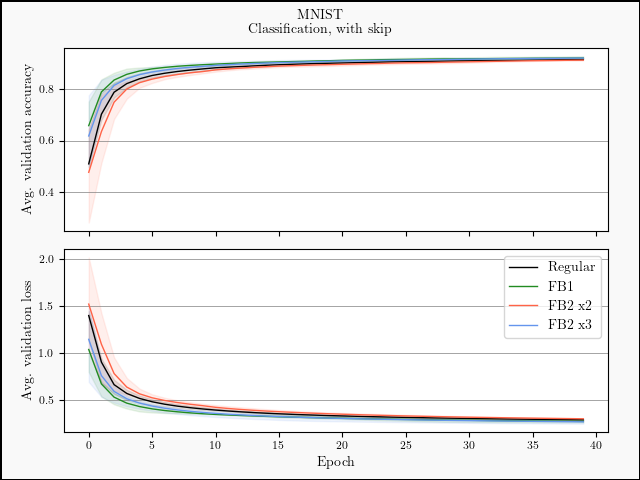 MNIST
Classification, with skip
Avg. validation accuracy
0.8
0.6
0.4
Avg. validation loss
2.0
1.5
1.0
0.5
Regular
FB1
FB2 x2
FB2 x3
0 5 10 15 20 25 30 35 40
Epoch